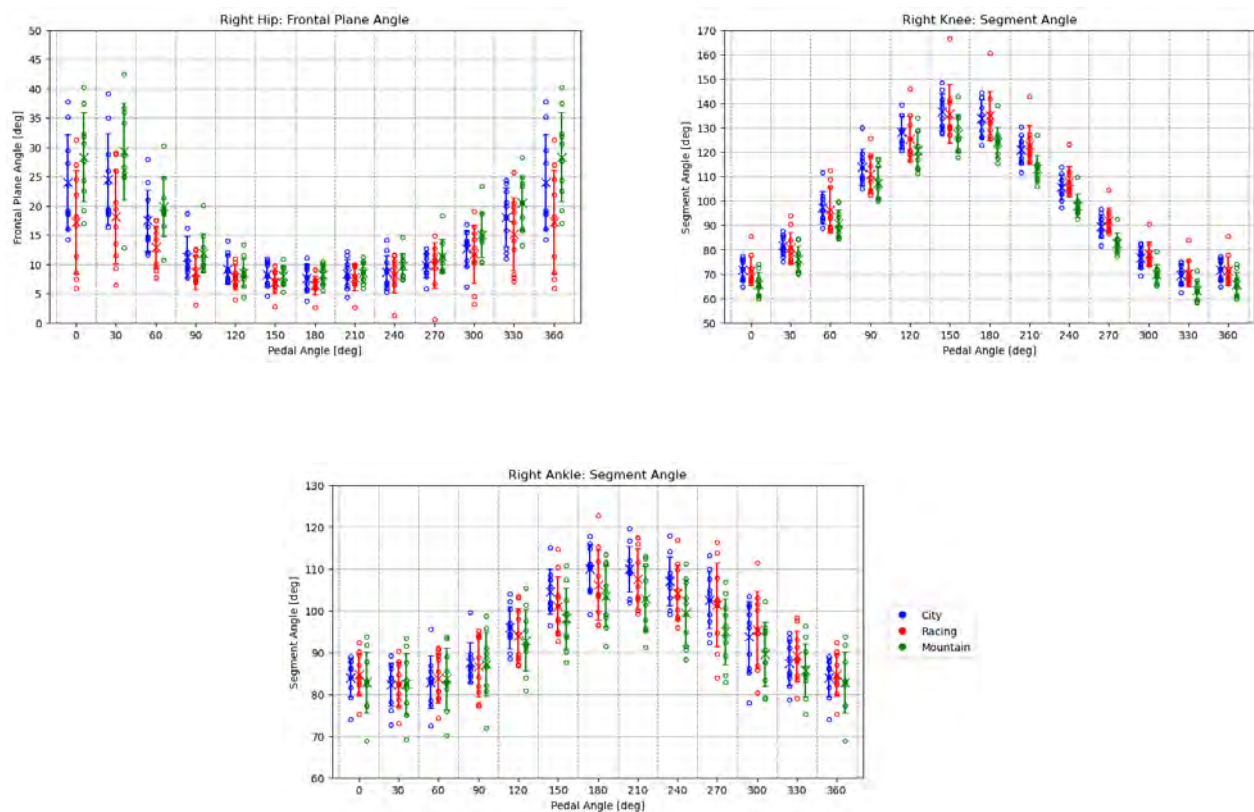 Right Hip: Frontal Plane Angle
50
45
40
35
30
25
20
15
10
5
0
Frontal Plane Angle [deg]
0 30 60 90 120 150 180 210 240 270 300 330 360
Pedal Angle [deg]
Right Knee: Segment Angle
170
160
150
140
130
120
110
100
90
80
70
60
50
Segment Angle [deg]
0 30 60 90 120 150 180 210 240 270 300 330 360
Pedal Angle [deg]
Right Ankle: Segment Angle
130
120
110
100
90
80
70
60
Segment Angle [deg]
0 30 60 90 120 150 180 210 240 270 300 330 360
Pedal Angle [deg]
City
Racing
Mountain